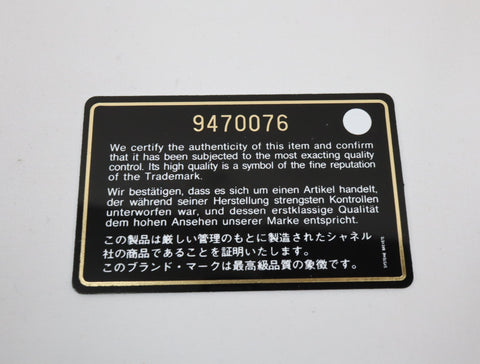 9470076
We certify the authenticity of this item and confirm
that it has been subjected to the most exacting quality
control. Its high quality is a symbol of the fine reputation
of the Trademark.
Wir bestätigen, dass es sich um einen Artikel handelt,
der während seiner Herstellung strengsten Kontrollen
unterworfen war, und dessen erstklassige Qualität
dem hohen Ansehen unserer Marke entspricht.
この製品は厳しい管理のもとに製造されたシャネル
社の商品であることを証明いたします。
このブランド・マークは最高級品質の象徴です。